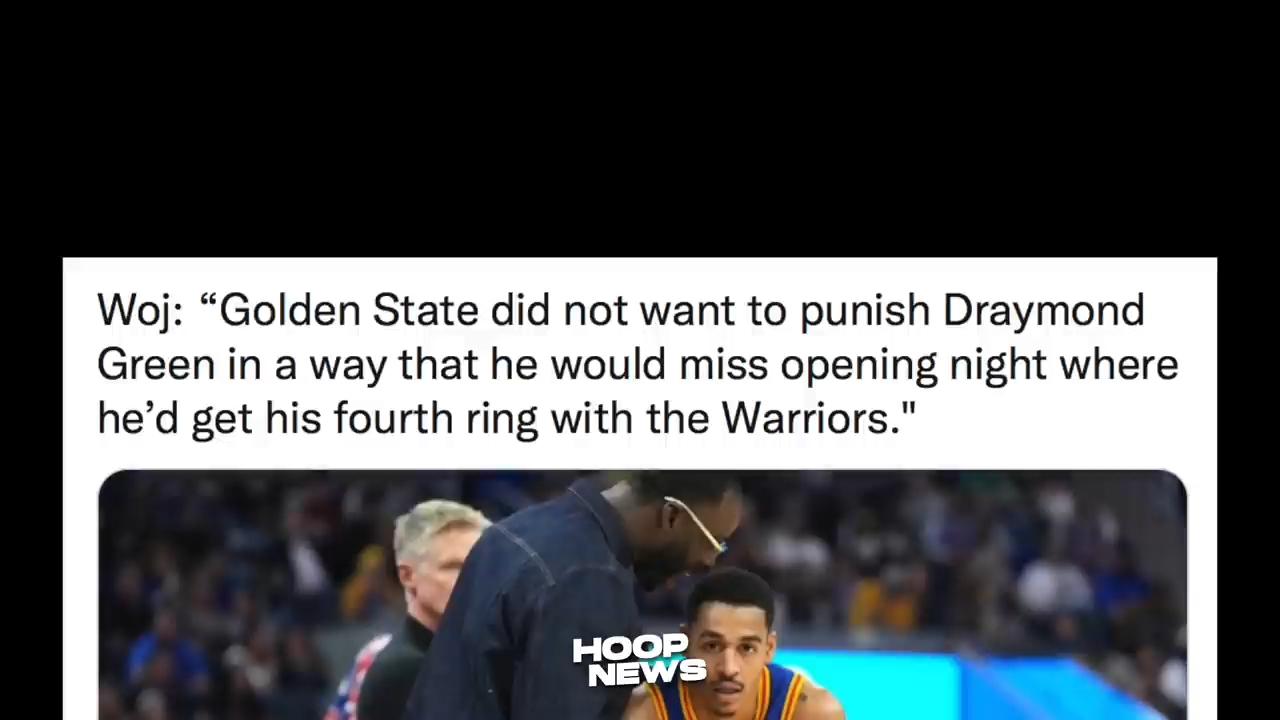 Woj: “Golden State did not want to punish Draymond
Green in a way that he would miss opening night where
he’d get his fourth ring with the Warriors."
HOOP
NEWS